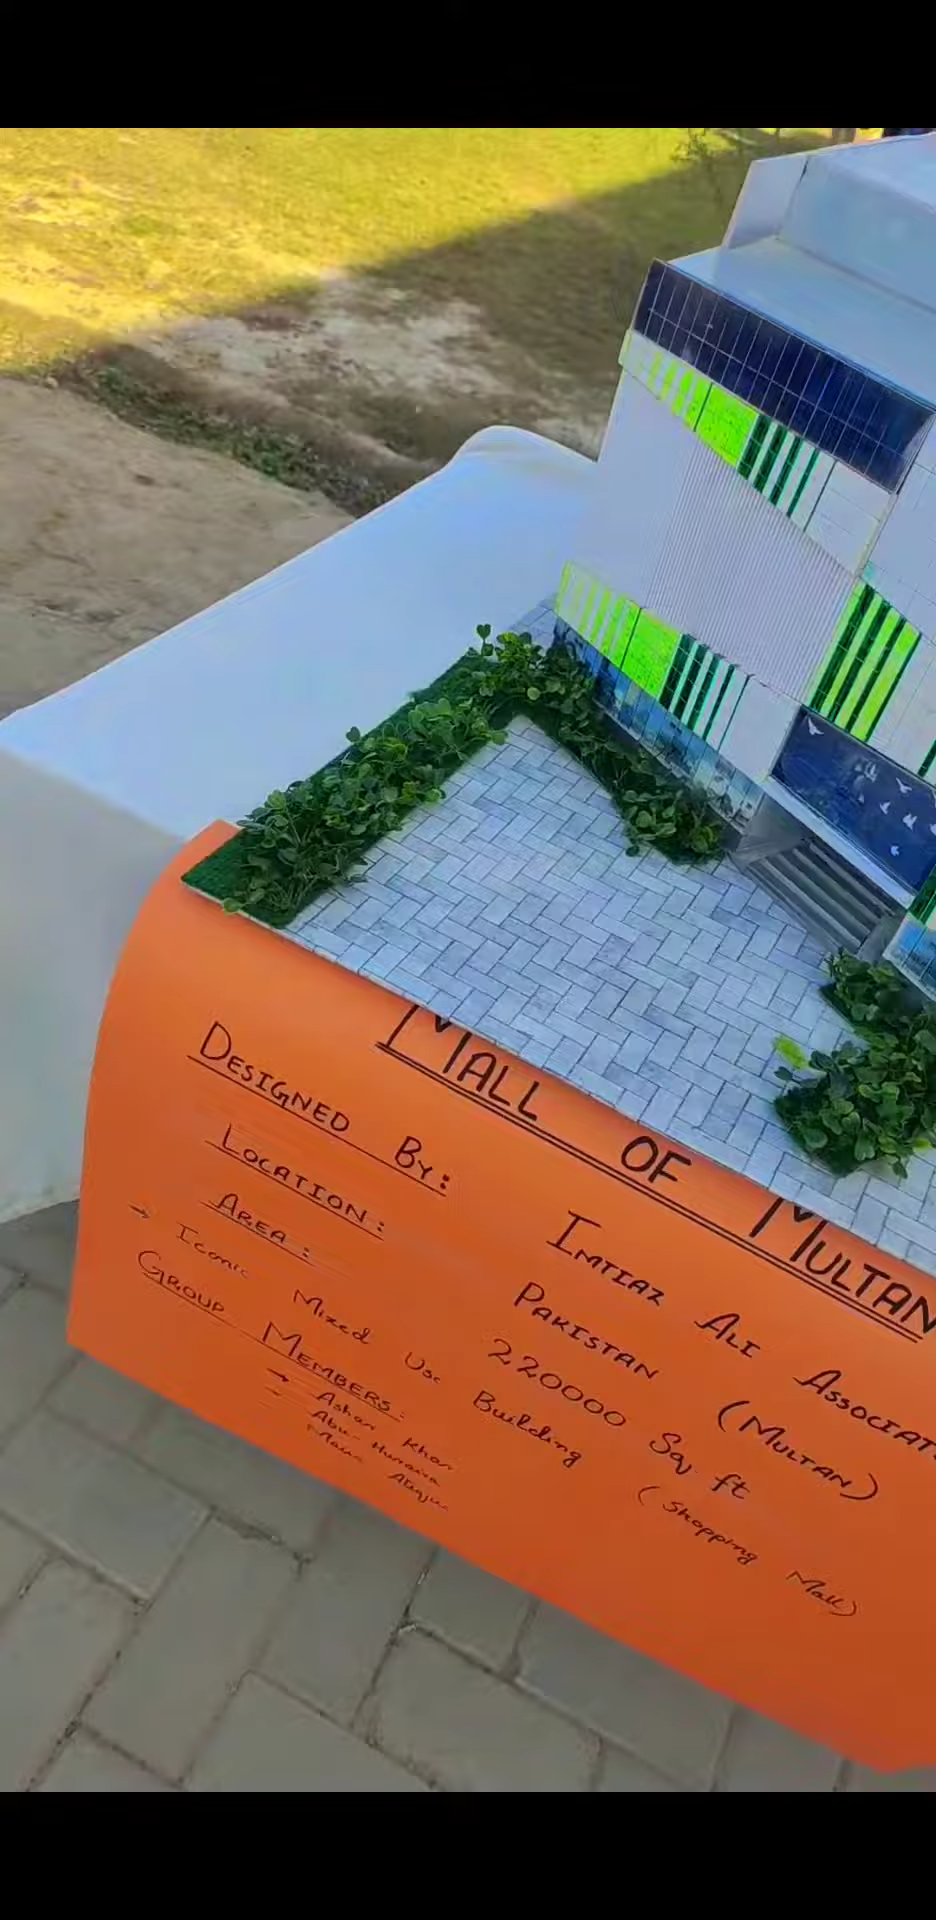 MALL OF MULTAN
DESIGNED BY: IMTIAZ ALI ASSOCIAT
LOCATION: PAKISTAN (MULTAN)
AREA: 220000 Sq. ft
→ Iconic Mixed Use Building (Shopping Mall)
GROUP MEMBERS:
→ Ashar Khan
Abu-Huraira